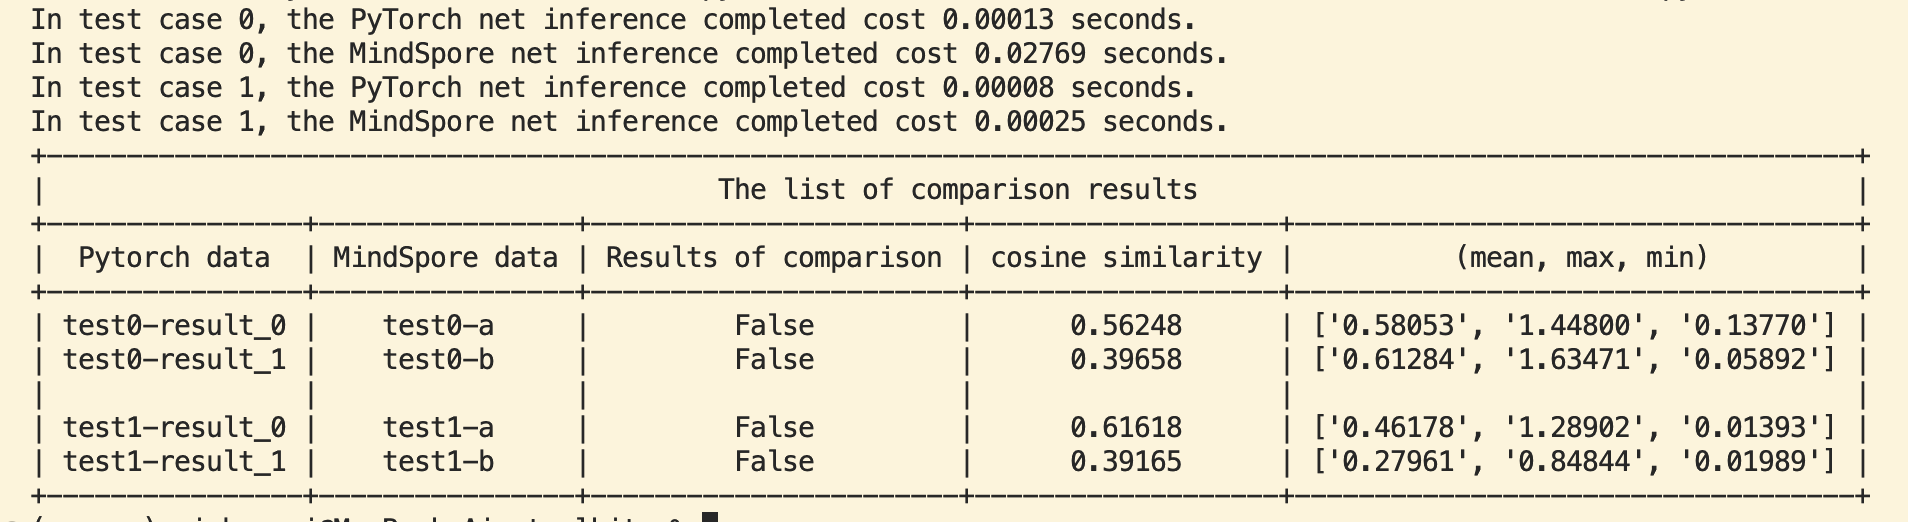 In test case 0, the PyTorch net inference completed cost 0.00013 seconds.
In test case 0, the MindSpore net inference completed cost 0.02769 seconds.
In test case 1, the PyTorch net inference completed cost 0.00008 seconds.
In test case 1, the MindSpore net inference completed cost 0.00025 seconds.
The list of comparison results
| Pytorch data | MindSpore data | Results of comparison | cosine similarity | (mean, max, min) |
| test0-result_0 | test0-a | False | 0.56248 | ['0.58053', '1.44800', '0.13770'] |
| test0-result_1 | test0-b | False | 0.39658 | ['0.61284', '1.63471', '0.05892'] |
| test1-result_0 | test1-a | False | 0.61618 | ['0.46178', '1.28902', '0.01393'] |
| test1-result_1 | test1-b | False | 0.39165 | ['0.27961', '0.84844', '0.01989'] |